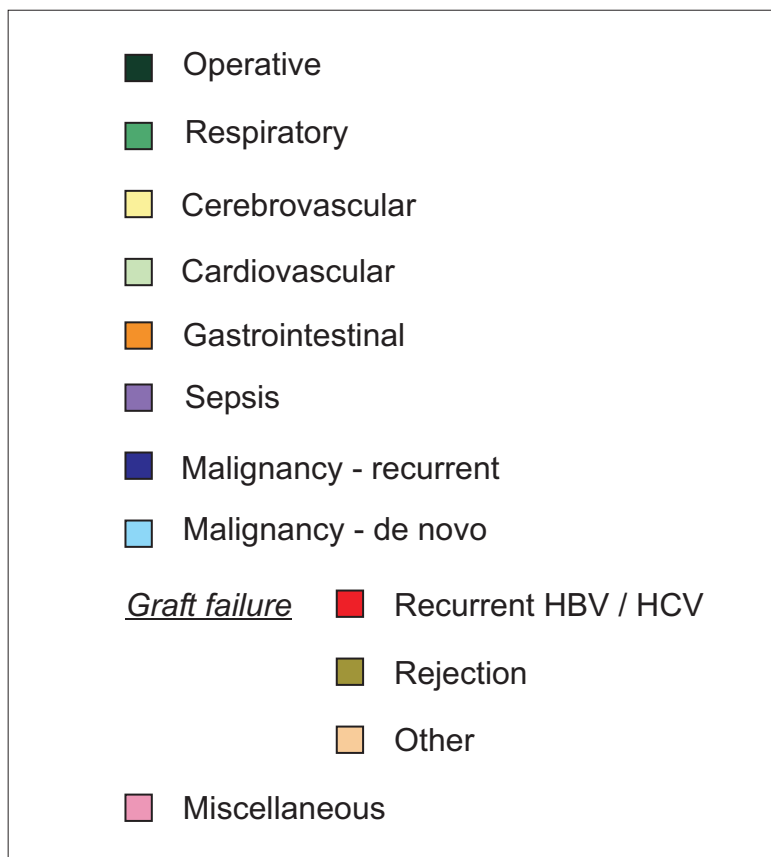 Operative
Respiratory
Cerebrovascular
Cardiovascular
Gastrointestinal
Sepsis
Malignancy - recurrent
Malignancy - de novo
Graft failure Recurrent HBV / HCV
Rejection
Other
Miscellaneous